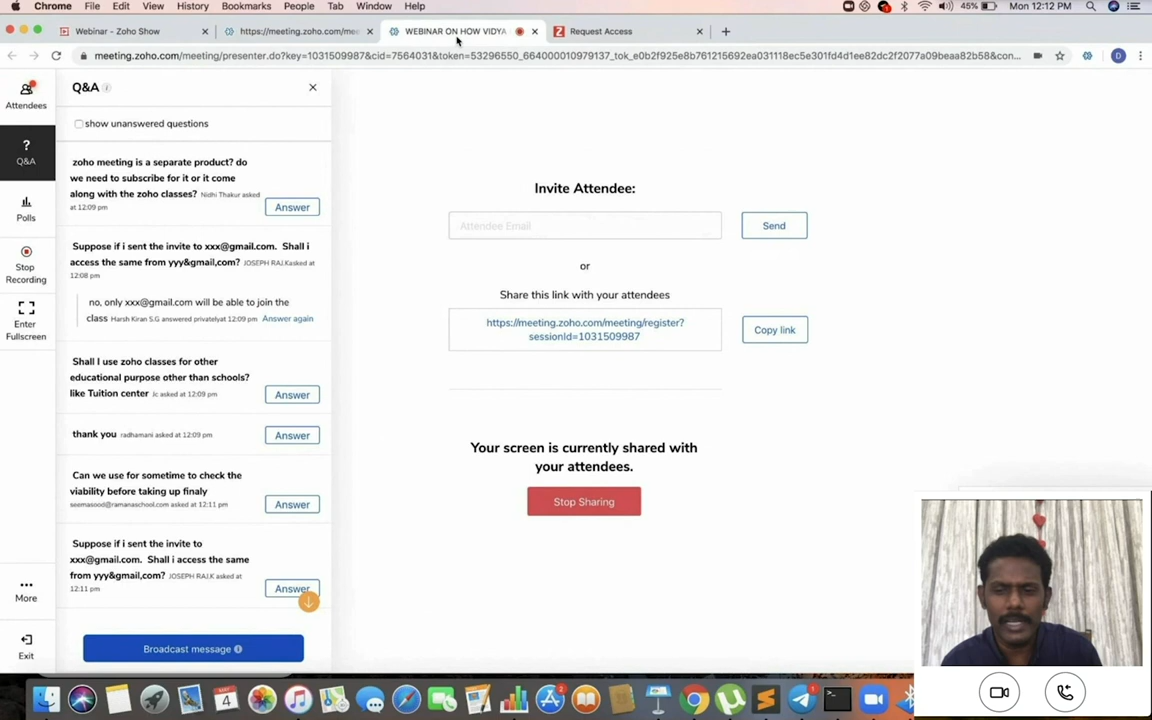 Chrome File Edit View History Bookmarks People Tab Window Help 45% Mon 12:12 PM
Webinar - Zoho Show
https://meeting.zoho.com/mee
WEBINAR ON HOW VIDYA
Request Access
meeting.zoho.com/meeting/presenter.do?key=1031509987&cid=7564031&token=53296550_664000010979137_tok_e0b2f925e8b761215692ea031118ec5e301fd4d1ee82dc2f2077a09beaa82b58&con...
D
Attendees
Q&A
Polls
Stop
Recording
Enter
Fullscreen
More
Exit
Q&A
show unanswered questions
zoho meeting is a separate product? do
we need to subscribe for it or it come
along with the zoho classes? Nidhi Thakur asked
at 12:09 pm
Answer
Suppose if i sent the invite to xxx@gmail.com. Shall i
access the same from yyy&gmail,com? JOSEPH RAJ.Kasked at
12:08 pm
no, only xxx@gmail.com will be able to join the
class Harsh Kiran S.G answered privatelyat 12:09 pm Answer again
Shall I use zoho classes for other
educational purpose other than schools?
like Tuition center Jc asked at 12:09 pm
Answer
thank you radhamani asked at 12:09 pm
Answer
Can we use for sometime to check the
viability before taking up finaly
seemasood@ramanaschool.com asked at 12:11 pm
Answer
Suppose if i sent the invite to
xxx@gmail.com. Shall i access the same
from yyy&gmail,com? JOSEPH RAJ.K asked at
12:11 pm
Answer
Broadcast message
Invite Attendee:
Attendee Email
Send
or
Share this link with your attendees
https://meeting.zoho.com/meeting/register?
sessionId=1031509987
Copy link
Your screen is currently shared with
your attendees.
Stop Sharing